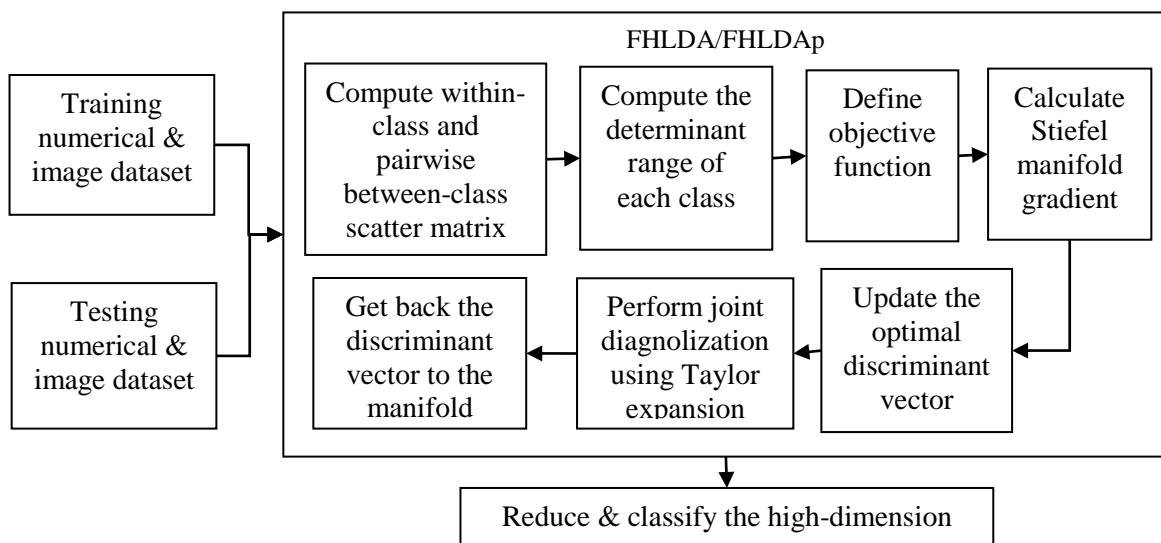 FHLDA/FHLDAp
Training
numerical &
image dataset
Testing
numerical &
image dataset
Compute within-
class and
pairwise
between-class
scatter matrix
Compute the
determinant
range of
each class
Define
objective
function
Calculate
Stiefel
manifold
gradient
Update the
optimal
discriminant
vector
Perform joint
diagnolization
using Taylor
expansion
Get back the
discriminant
vector to the
manifold
Reduce & classify the high-dimension